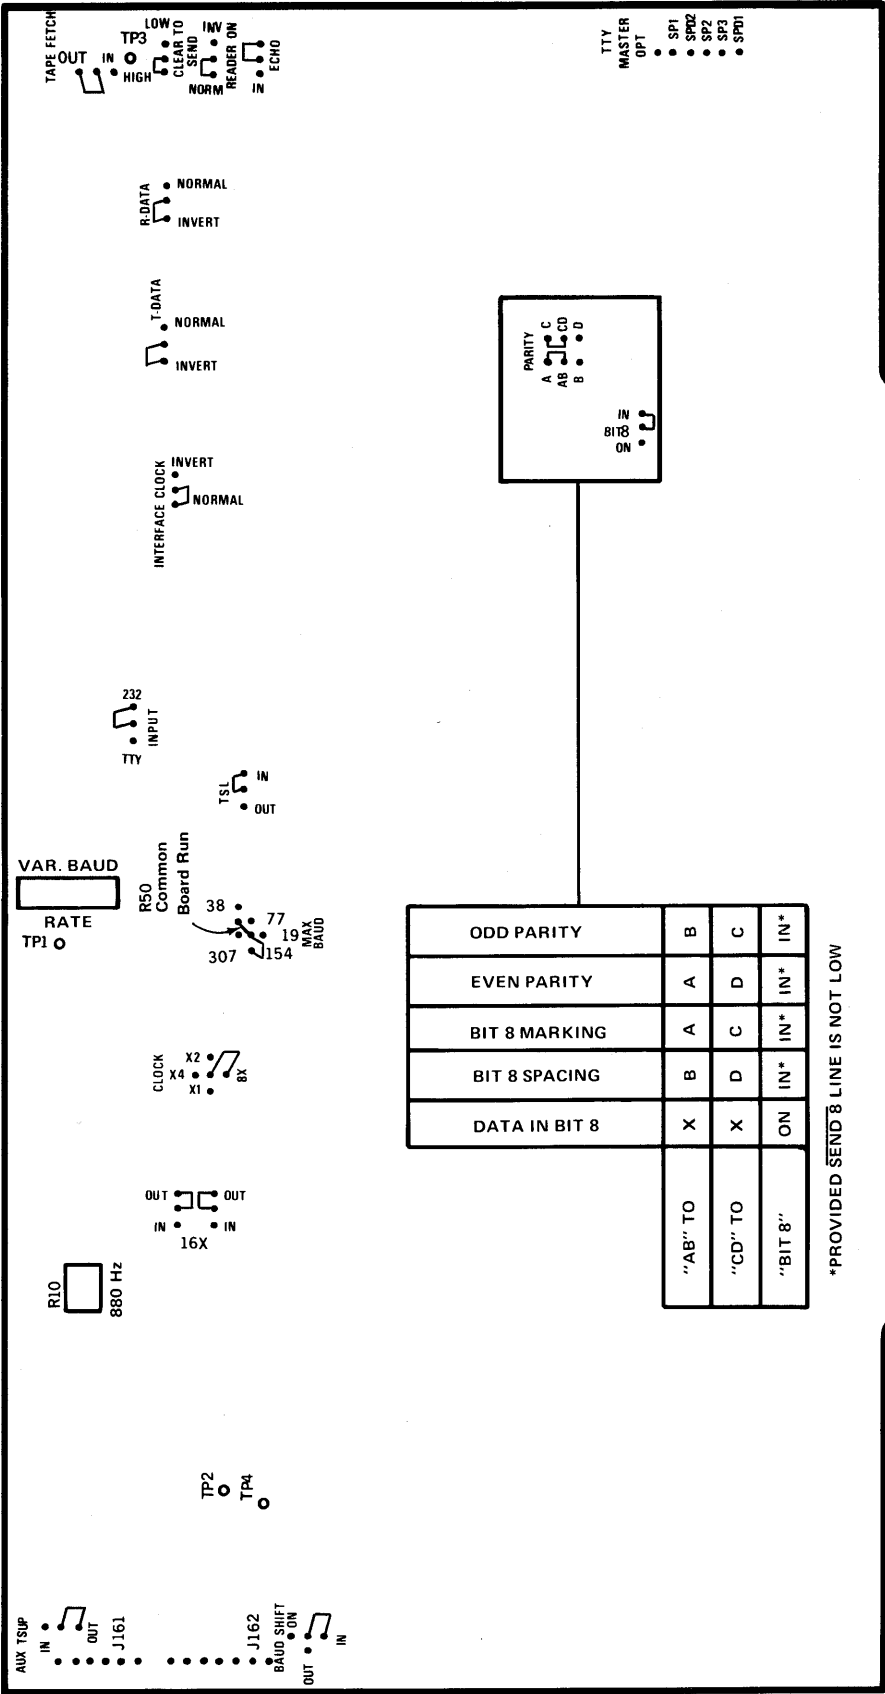 TAPE FETCH
OUT
IN
TP3
LOW
HIGH
CLEAR TO
SEND
INV
NORM
READER ON
ECHO
IN
TTY
MASTER
OPT
SP1
SPD2
SP2
SP3
SPD1
R-DATA
NORMAL
INVERT
T-DATA
NORMAL
INVERT
PARITY
A
AB
B
C
CD
D
IN
BIT8
ON
INTERFACE CLOCK
INVERT
NORMAL
232
INPUT
TTY
TSL
IN
OUT
VAR. BAUD
RATE
TP1
R50
Common
Board Run
38
77
19
307
154
MAX
BAUD
CLOCK
X2
X4
X1
8X
OUT
OUT
IN
IN
16X
R10
880 Hz
ODD PARITY B C IN*
EVEN PARITY A D IN*
BIT 8 MARKING A C IN*
BIT 8 SPACING B D IN*
DATA IN BIT 8 X X ON
"AB" TO "CD" TO "BIT 8"
*PROVIDED SEND 8 LINE IS NOT LOW
TP2
TP4
AUX TSUP
IN
OUT
J161
J162
BAUD SHIFT
ON
OUT
IN